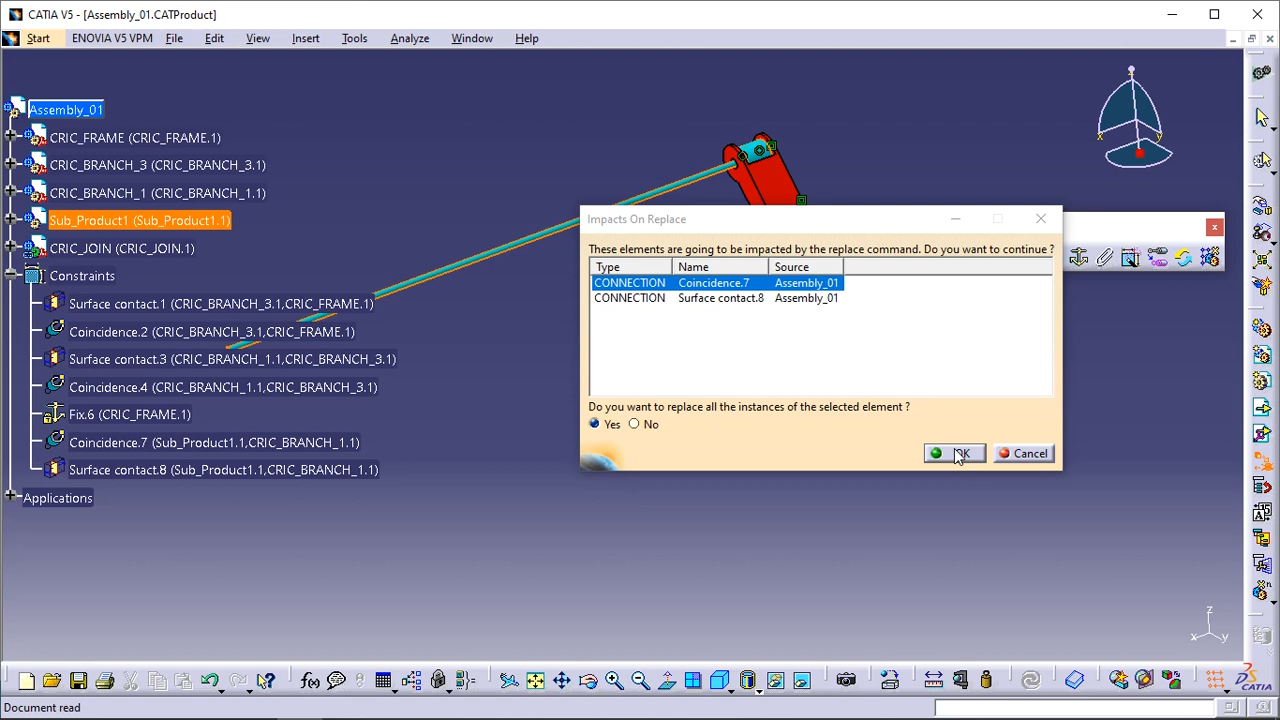 CATIA V5 - [Assembly_01.CATProduct]
Start ENOVIA V5 VPM File Edit View Insert Tools Analyze Window Help
Assembly_01
CRIC_FRAME (CRIC_FRAME.1)
CRIC_BRANCH_3 (CRIC_BRANCH_3.1)
CRIC_BRANCH_1 (CRIC_BRANCH_1.1)
Sub_Product1 (Sub_Product1.1)
CRIC_JOIN (CRIC_JOIN.1)
Constraints
Surface contact.1 (CRIC_BRANCH_3.1,CRIC_FRAME.1)
Coincidence.2 (CRIC_BRANCH_3.1,CRIC_FRAME.1)
Surface contact.3 (CRIC_BRANCH_1.1,CRIC_BRANCH_3.1)
Coincidence.4 (CRIC_BRANCH_1.1,CRIC_BRANCH_3.1)
Fix.6 (CRIC_FRAME.1)
Coincidence.7 (Sub_Product1.1,CRIC_BRANCH_1.1)
Surface contact.8 (Sub_Product1.1,CRIC_BRANCH_1.1)
Applications
Impacts On Replace
These elements are going to be impacted by the replace command. Do you want to continue ?
Type Name Source
CONNECTION Coincidence.7 Assembly_01
CONNECTION Surface contact.8 Assembly_01
Do you want to replace all the instances of the selected element ?
Yes No
OK Cancel
x y
z
x y
f(x)
CATIA
Document read